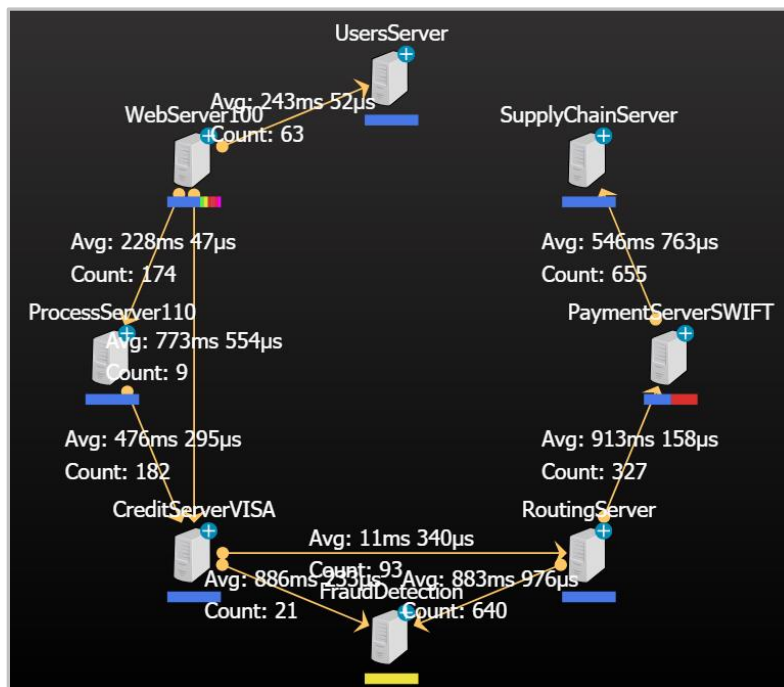 UsersServer
Avg: 243ms 52µs
Count: 63
WebServer100
SupplyChainServer
Avg: 228ms 47µs
Count: 174
Avg: 546ms 763µs
Count: 655
ProcessServer110
PaymentServerSWIFT
Avg: 773ms 554µs
Count: 9
Avg: 476ms 295µs
Count: 182
Avg: 913ms 158µs
Count: 327
CreditServerVISA
RoutingServer
Avg: 11ms 340µs
Count: 93
Avg: 886ms
Count: 21
Avg: 883ms 976µs
Count: 640
FraudDetection